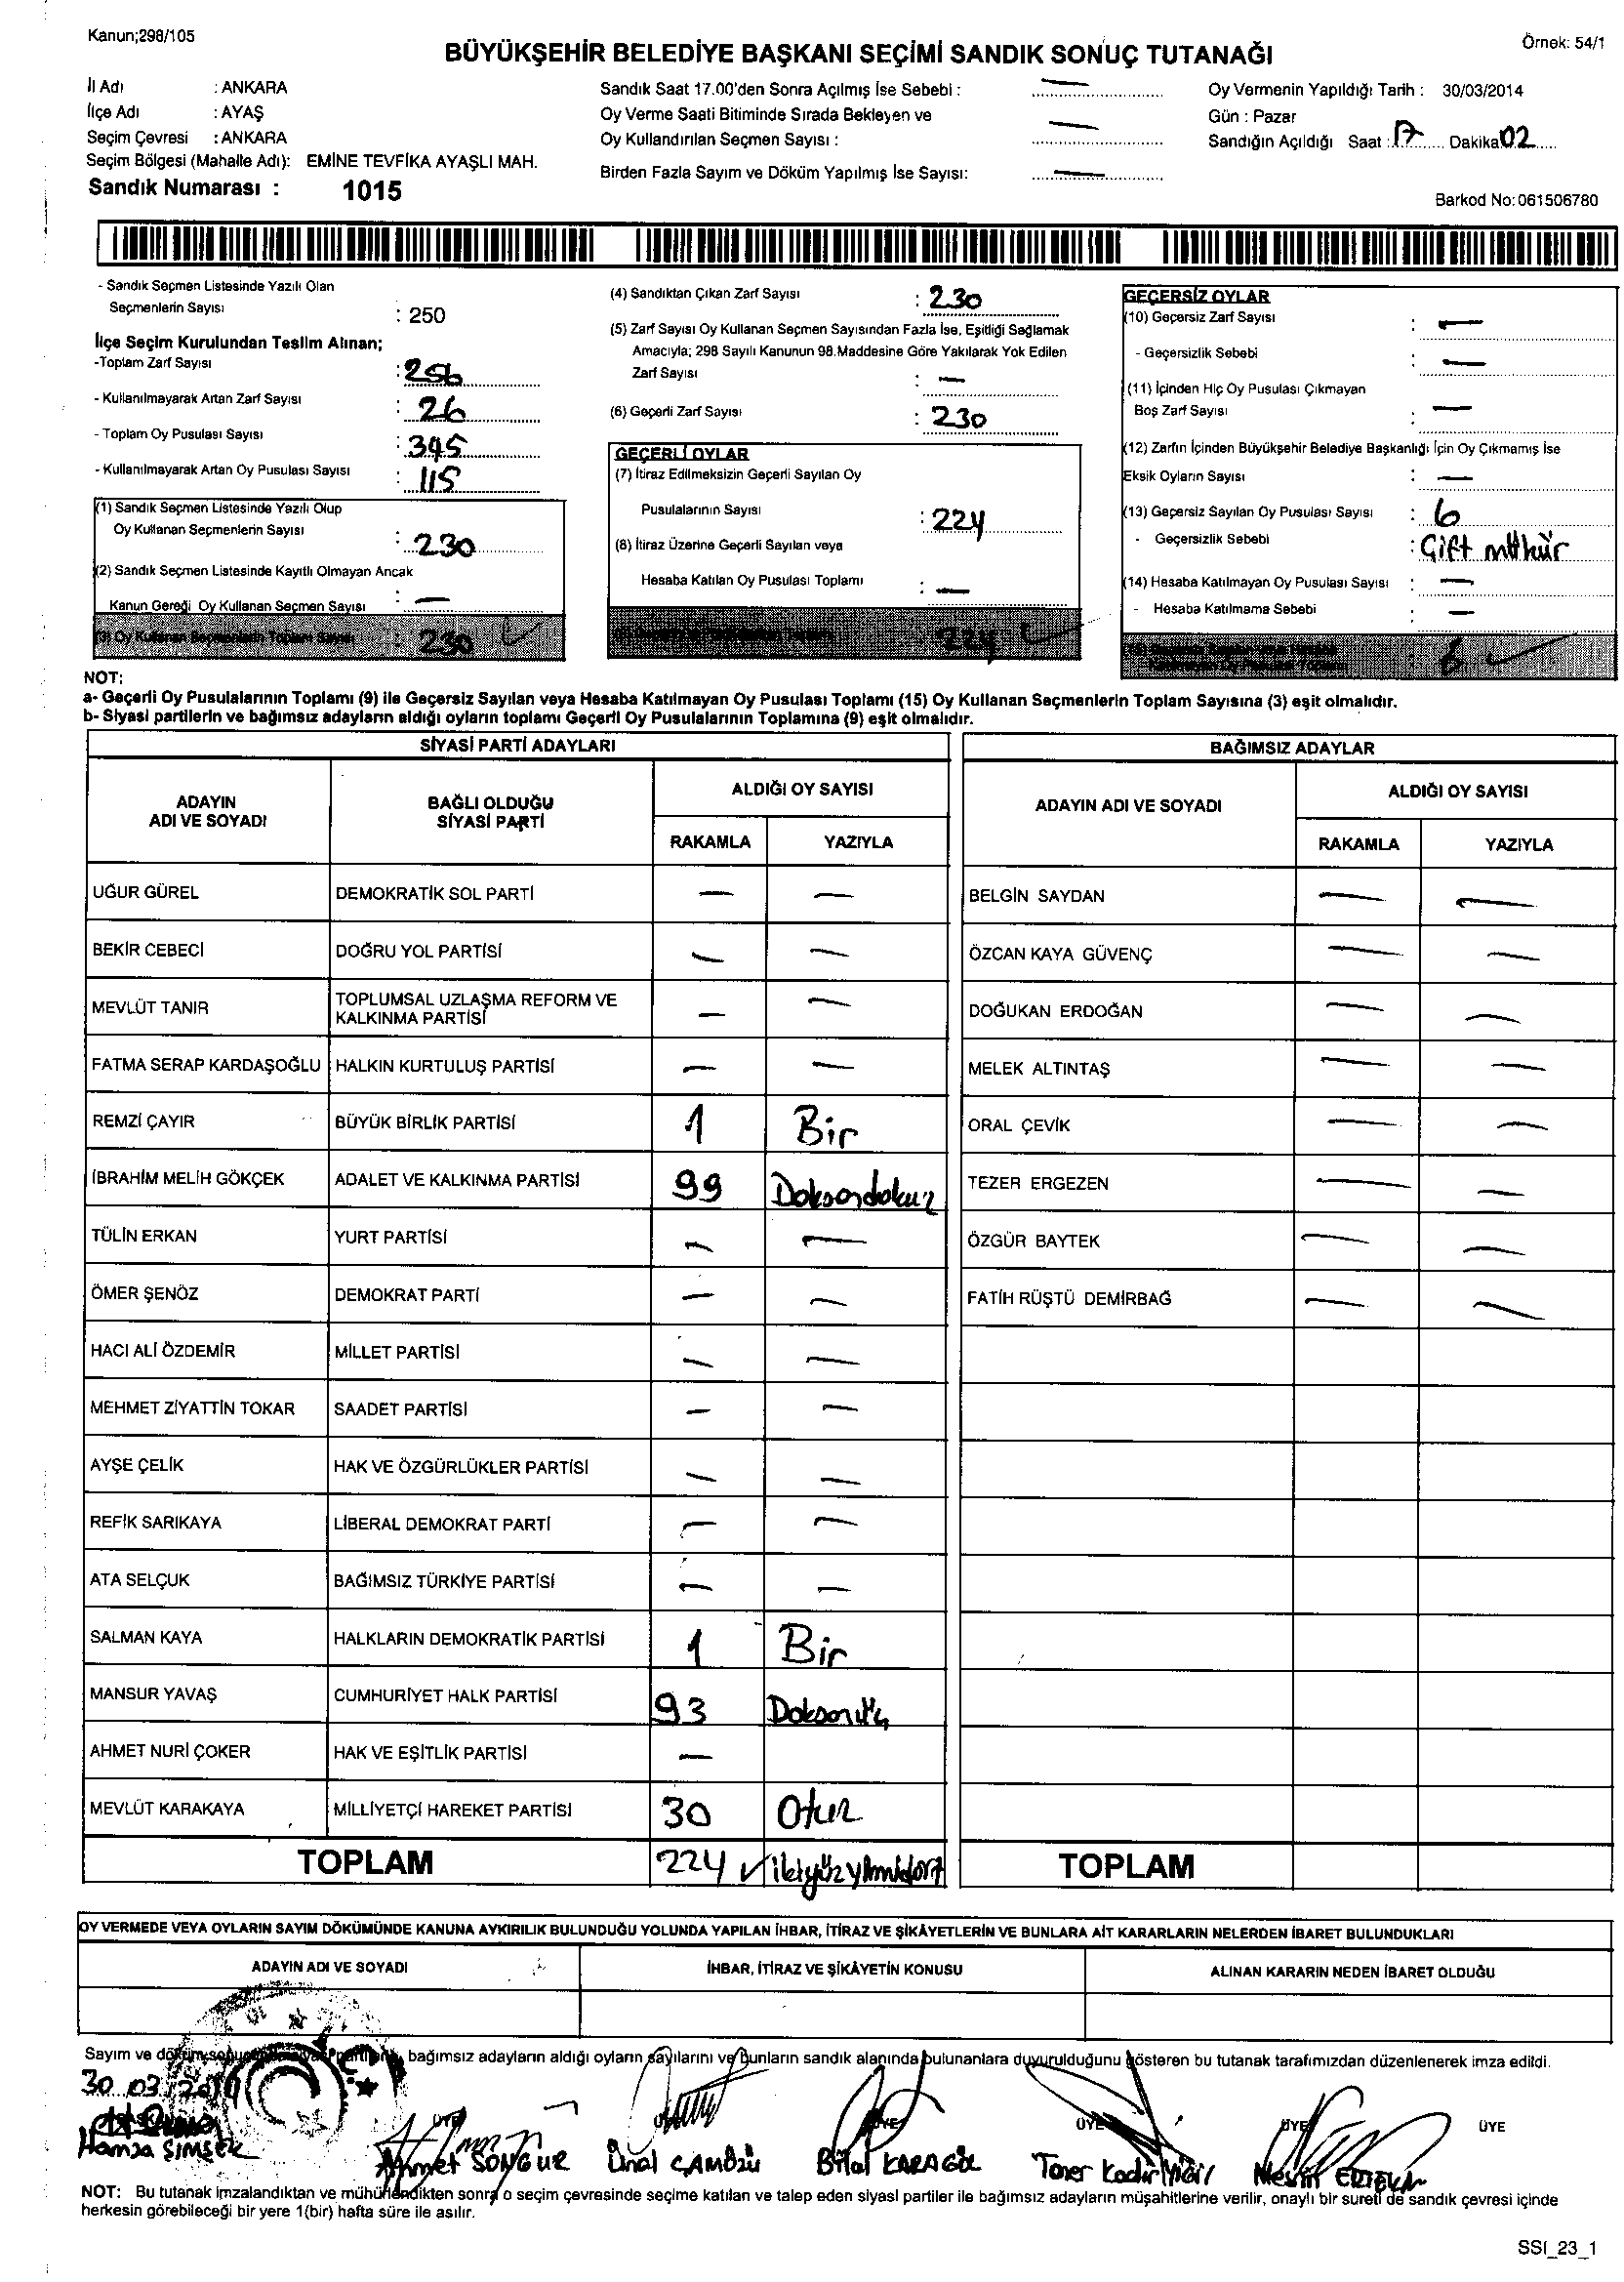 Kanun;298/105
Örnek: 54/1
BÜYÜKŞEHİR BELEDİYE BAŞKANI SEÇİMİ SANDIK SONUÇ TUTANAĞI
İl Adı : ANKARA
İlçe Adı : AYAŞ
Seçim Çevresi : ANKARA
Seçim Bölgesi (Mahalle Adı): EMİNE TEVFİKA AYAŞLI MAH.
Sandık Numarası : 1015
Sandık Saat 17.00'den Sonra Açılmış İse Sebebi : —
Oy Verme Saati Bitiminde Sırada Bekleyen ve
Oy Kullandırılan Seçmen Sayısı : —
Birden Fazla Sayım ve Döküm Yapılmış İse Sayısı: —
Oy Vermenin Yapıldığı Tarih : 30/03/2014
Gün : Pazar
Sandığın Açıldığı Saat : 17 Dakika 02
Barkod No: 061506780
- Sandık Seçmen Listesinde Yazılı Olan
Seçmenlerin Sayısı : 250
İlçe Seçim Kurulundan Teslim Alınan;
-Toplam Zarf Sayısı : 256
- Kullanılmayarak Artan Zarf Sayısı : 26
- Toplam Oy Pusulası Sayısı : 345
- Kullanılmayarak Artan Oy Pusulası Sayısı : 115
(1) Sandık Seçmen Listesinde Yazılı Olup
Oy Kullanan Seçmenlerin Sayısı : 230
(2) Sandık Seçmen Listesinde Kayıtlı Olmayan Ancak
Kanun Gereği Oy Kullanan Seçmen Sayısı : —
(3) Oy Kullanan Seçmenlerin Toplam Sayısı : 230
(4) Sandıktan Çıkan Zarf Sayısı : 230
(5) Zarf Sayısı Oy Kullanan Seçmen Sayısından Fazla İse, Eşitliği Sağlamak
Amacıyla; 298 Sayılı Kanunun 98.Maddesine Göre Yakılarak Yok Edilen
Zarf Sayısı : —
(6) Geçerli Zarf Sayısı : 230
GEÇERLİ OYLAR
(7) İtiraz Edilmeksizin Geçerli Sayılan Oy
Pusulalarının Sayısı : 224
(8) İtiraz Üzerine Geçerli Sayılan veya
Hesaba Katılan Oy Pusulası Toplamı : —
224
GEÇERSİZ OYLAR
(10) Geçersiz Zarf Sayısı : —
- Geçersizlik Sebebi : —
(11) İçinden Hiç Oy Pusulası Çıkmayan
Boş Zarf Sayısı : —
(12) Zarfın İçinden Büyükşehir Belediye Başkanlığı İçin Oy Çıkmamış İse
Eksik Oyların Sayısı : —
(13) Geçersiz Sayılan Oy Pusulası Sayısı : 6
- Geçersizlik Sebebi : Çift mühür
(14) Hesaba Katılmayan Oy Pusulası Sayısı : —
- Hesaba Katılmama Sebebi : —
: 6
NOT:
a- Geçerli Oy Pusulalarının Toplamı (9) ile Geçersiz Sayılan veya Hesaba Katılmayan Oy Pusulası Toplamı (15) Oy Kullanan Seçmenlerin Toplam Sayısına (3) eşit olmalıdır.
b- Siyasi partilerin ve bağımsız adayların aldığı oyların toplamı Geçerli Oy Pusulalarının Toplamına (9) eşit olmalıdır.
SİYASİ PARTİ ADAYLARI
ADAYIN ADI VE SOYADI
BAĞLI OLDUĞU SİYASİ PARTİ
ALDIĞI OY SAYISI
RAKAMLA YAZIYLA
UĞUR GÜREL DEMOKRATİK SOL PARTİ — —
BEKİR CEBECİ DOĞRU YOL PARTİSİ — —
MEVLÜT TANIR TOPLUMSAL UZLAŞMA REFORM VE KALKINMA PARTİSİ — —
FATMA SERAP KARDAŞOĞLU HALKIN KURTULUŞ PARTİSİ — —
REMZİ ÇAYIR BÜYÜK BİRLİK PARTİSİ 1 Bir
İBRAHİM MELİH GÖKÇEK ADALET VE KALKINMA PARTİSİ 99 Doksandokuz
TÜLİN ERKAN YURT PARTİSİ — —
ÖMER ŞENÖZ DEMOKRAT PARTİ — —
HACI ALİ ÖZDEMİR MİLLET PARTİSİ — —
MEHMET ZİYATTİN TOKAR SAADET PARTİSİ — —
AYŞE ÇELİK HAK VE ÖZGÜRLÜKLER PARTİSİ — —
REFİK SARIKAYA LİBERAL DEMOKRAT PARTİ — —
ATA SELÇUK BAĞIMSIZ TÜRKİYE PARTİSİ — —
SALMAN KAYA HALKLARIN DEMOKRATİK PARTİSİ 1 Bir
MANSUR YAVAŞ CUMHURİYET HALK PARTİSİ 93 Doksanüç
AHMET NURİ ÇOKER HAK VE EŞİTLİK PARTİSİ —
MEVLÜT KARAKAYA MİLLİYETÇİ HAREKET PARTİSİ 30 Otuz
TOPLAM 224 ikiyüzyirmidört
BAĞIMSIZ ADAYLAR
ADAYIN ADI VE SOYADI
ALDIĞI OY SAYISI
RAKAMLA YAZIYLA
BELGİN SAYDAN — —
ÖZCAN KAYA GÜVENÇ — —
DOĞUKAN ERDOĞAN — —
MELEK ALTINTAŞ — —
ORAL ÇEVİK — —
TEZER ERGEZEN — —
ÖZGÜR BAYTEK — —
FATİH RÜŞTÜ DEMİRBAĞ — —
TOPLAM
OY VERMEDE VEYA OYLARIN SAYIM DÖKÜMÜNDE KANUNA AYKIRILIK BULUNDUĞU YOLUNDA YAPILAN İHBAR, İTİRAZ VE ŞİKÂYETLERİN VE BUNLARA AİT KARARLARIN NELERDEN İBARET BULUNDUKLARI
ADAYIN ADI VE SOYADI
İHBAR, İTİRAZ VE ŞİKÂYETİN KONUSU
ALINAN KARARIN NEDEN İBARET OLDUĞU
Sayım ve döküm bağımsız adayların aldığı oyların sayılarını ve bunların sandık alanında bulunanlara duyurulduğunu gösteren bu tutanak tarafımızdan düzenlenerek imza edildi.
30 03/2014
ÜYE ÜYE ÜYE ÜYE ÜYE
Hamza ŞİMŞEK Ahmet SONGUR Ünal ÇAMÖZÜ Bilal KARAGÖL Taner Kadir
NOT: Bu tutanak imzalandıktan ve mühürlendikten sonra o seçim çevresinde seçime katılan ve talep eden siyasi partiler ile bağımsız adayların müşahitlerine verilir, onaylı bir sureti de sandık çevresi içinde
herkesin görebileceği bir yere 1(bir) hafta süre ile asılır.
SSI_23_1